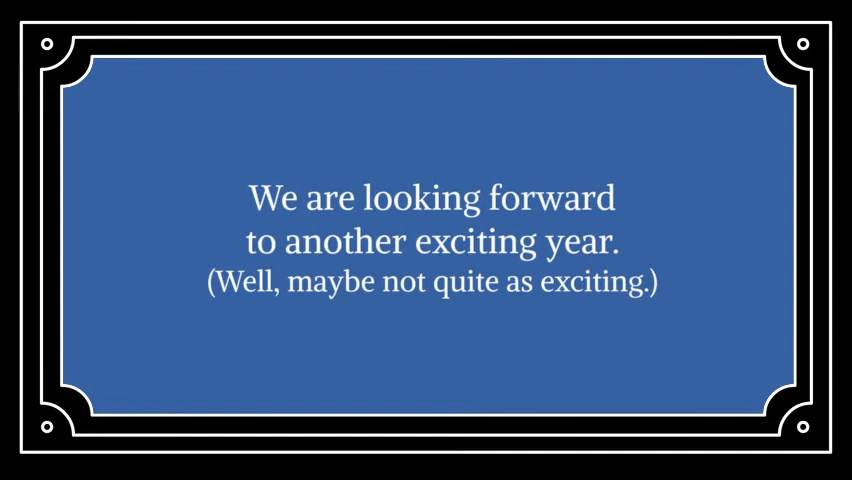 We are looking forward
to another exciting year.
(Well, maybe not quite as exciting.)